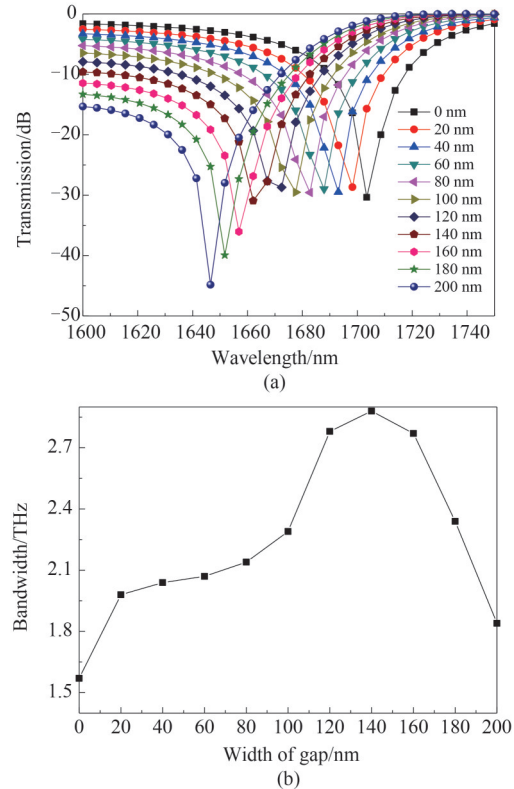 0
−10
−20
−30
−40
−50
Transmission/dB
0 nm
20 nm
40 nm
60 nm
80 nm
100 nm
120 nm
140 nm
160 nm
180 nm
200 nm
1600 1620 1640 1660 1680 1700 1720 1740
Wavelength/nm
(a)
2.7
2.4
2.1
1.8
1.5
Bandwidth/THz
0 20 40 60 80 100 120 140 160 180 200
Width of gap/nm
(b)